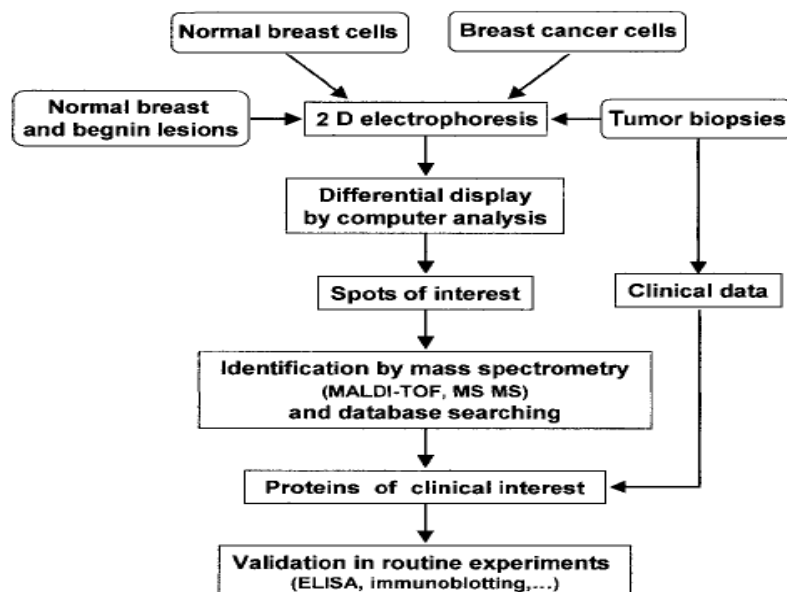 Normal breast cells
Breast cancer cells
Normal breast
and begnin lesions
2 D electrophoresis
Tumor biopsies
Differential display
by computer analysis
Spots of interest
Clinical data
Identification by mass spectrometry
(MALDI-TOF, MS MS)
and database searching
Proteins of clinical interest
Validation in routine experiments
(ELISA, immunoblotting,...)